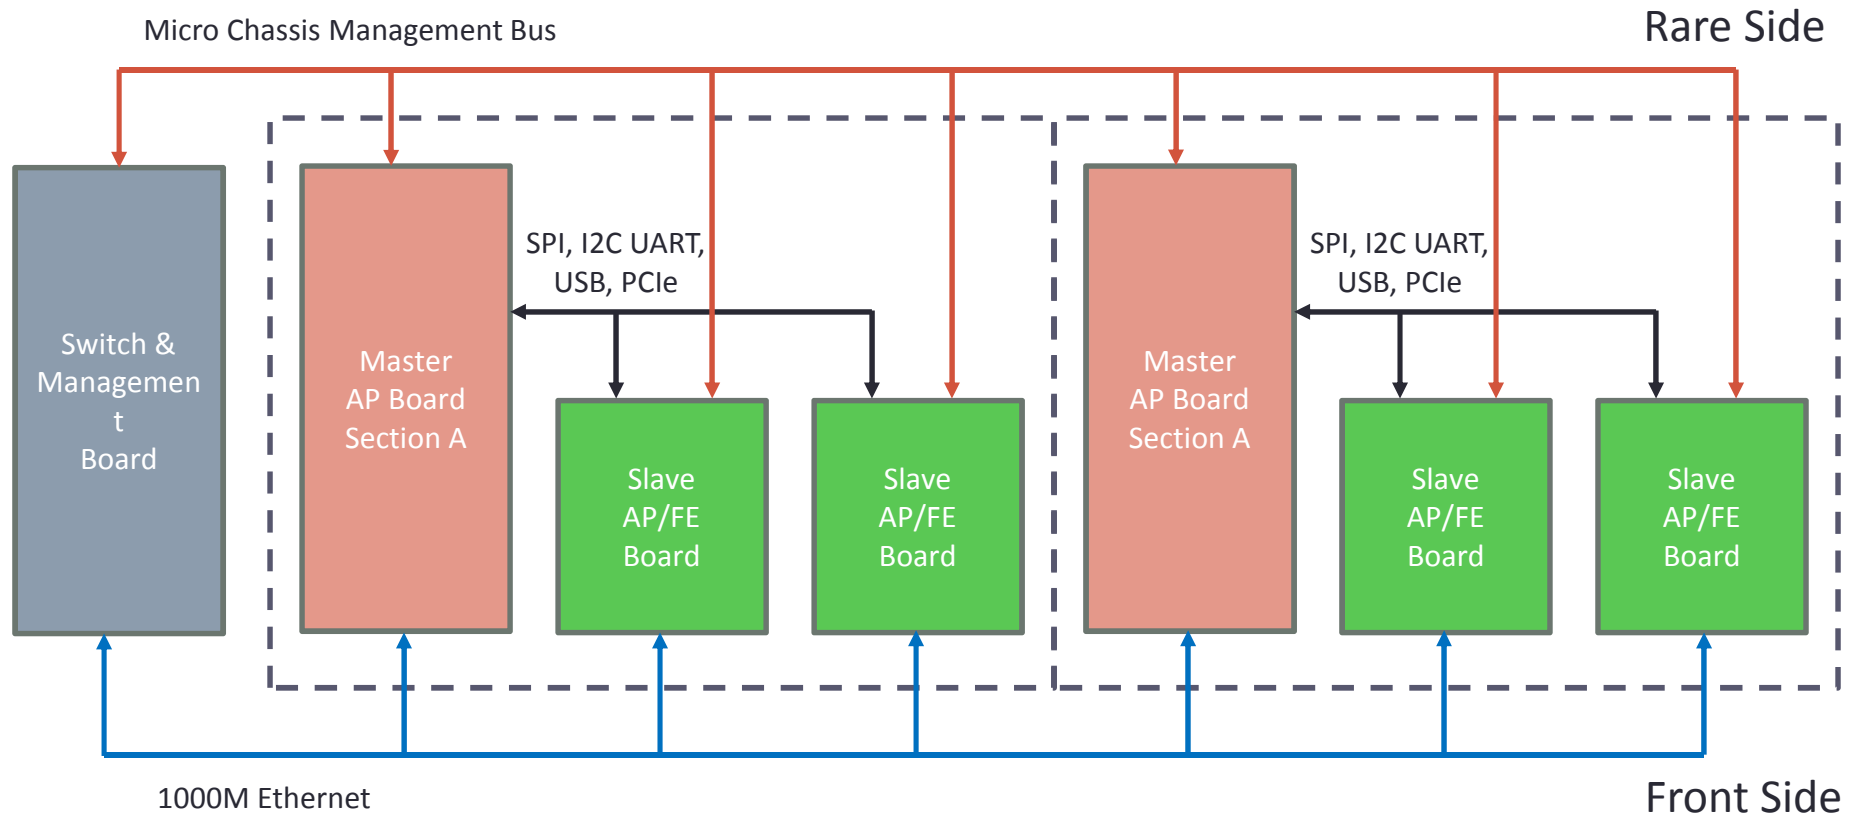 Micro Chassis Management Bus
Rare Side
Switch &
Managemen
t
Board
Master
AP Board
Section A
SPI, I2C UART,
USB, PCIe
Slave
AP/FE
Board
Slave
AP/FE
Board
Master
AP Board
Section A
SPI, I2C UART,
USB, PCIe
Slave
AP/FE
Board
Slave
AP/FE
Board
1000M Ethernet
Front Side